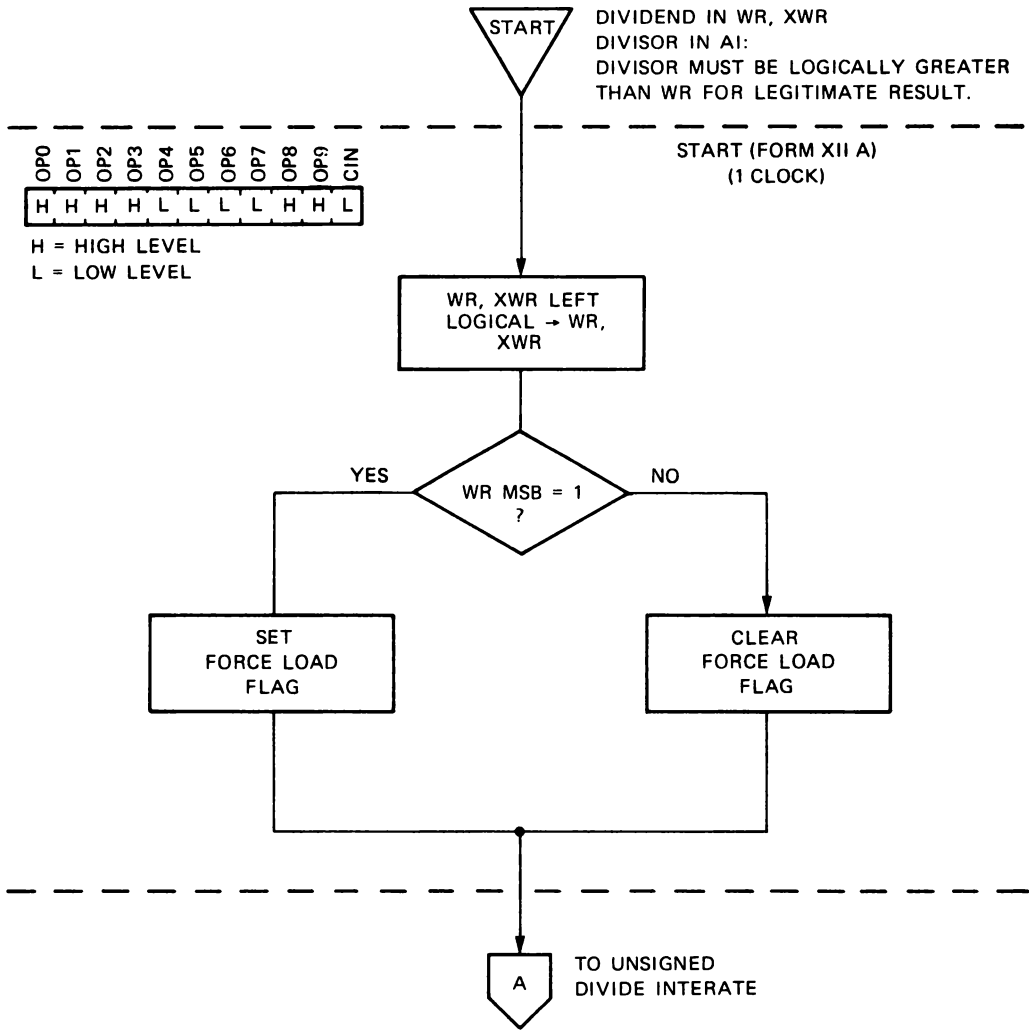 START
DIVIDEND IN WR, XWR
DIVISOR IN AI:
DIVISOR MUST BE LOGICALLY GREATER
THAN WR FOR LEGITIMATE RESULT.
START (FORM XII A)
(1 CLOCK)
OP0 OP1 OP2 OP3 OP4 OP5 OP6 OP7 OP8 OP9 CIN
H H H H L L L L H H L
H = HIGH LEVEL
L = LOW LEVEL
WR, XWR LEFT
LOGICAL → WR,
XWR
YES
WR MSB = 1
?
NO
SET
FORCE LOAD
FLAG
CLEAR
FORCE LOAD
FLAG
A
TO UNSIGNED
DIVIDE INTERATE